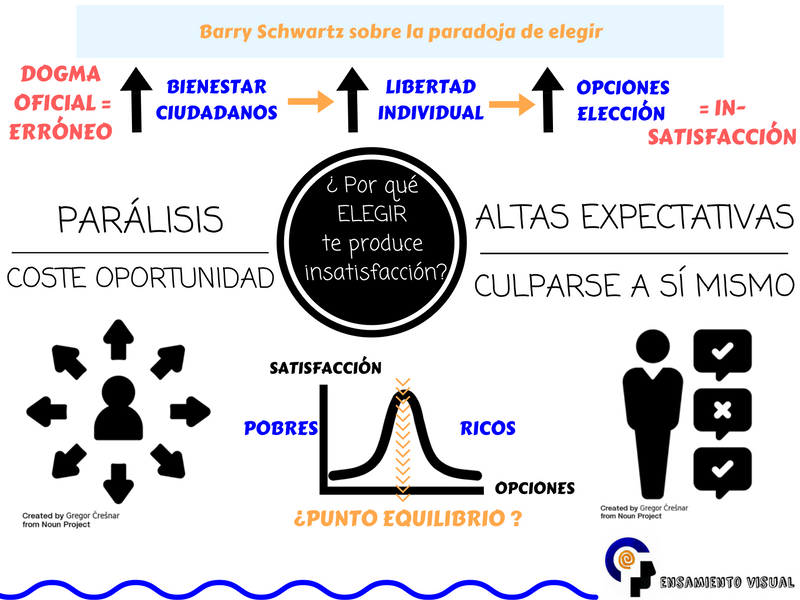 Barry Schwartz sobre la paradoja de elegir
DOGMA
OFICIAL =
ERRÓNEO
BIENESTAR
CIUDADANOS
LIBERTAD
INDIVIDUAL
OPCIONES
ELECCIÓN
= IN-
SATISFACCIÓN
PARÁLISIS
COSTE OPORTUNIDAD
¿ Por qué
ELEGIR
te produce
insatisfacción?
ALTAS EXPECTATIVAS
CULPARSE A SÍ MISMO
SATISFACCIÓN
POBRES
RICOS
OPCIONES
¿PUNTO EQUILIBRIO ?
Created by Gregor Črešnar
from Noun Project
Created by Gregor Črešnar
from Noun Project
PENSAMIENTO VISUAL